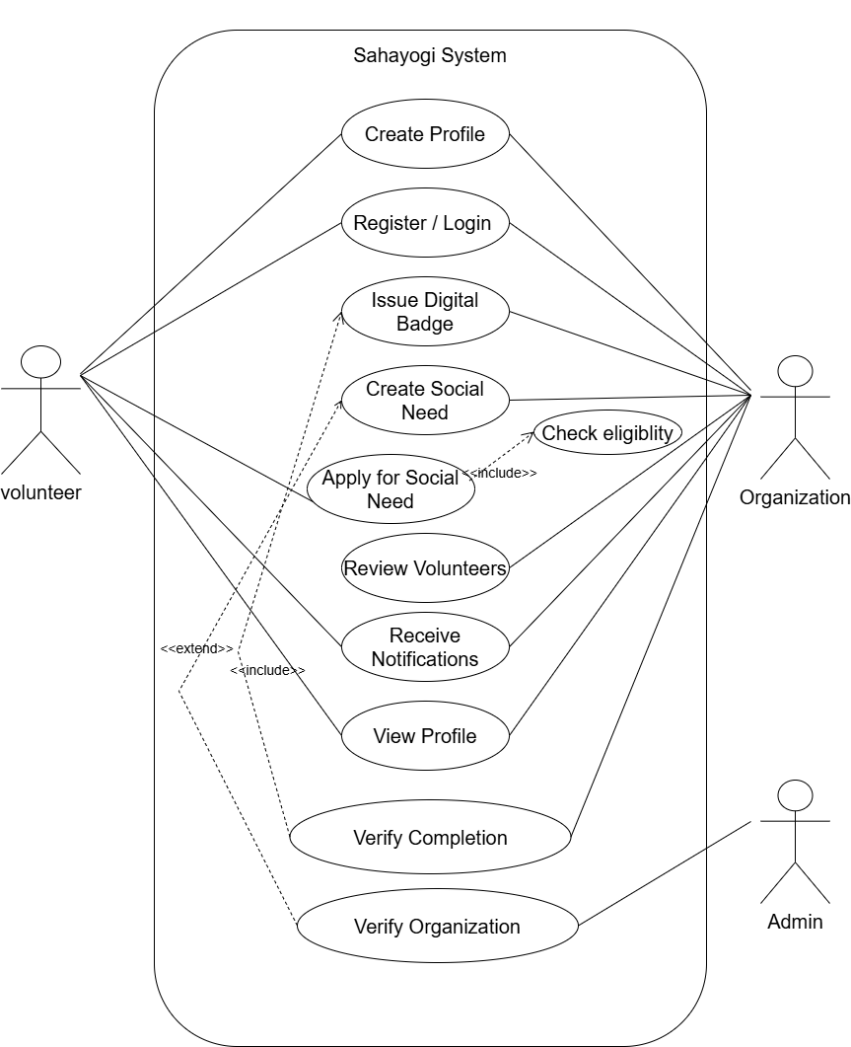 Sahayogi System
Create Profile
Register / Login
Issue Digital
Badge
Create Social
Need
Check eligiblity
Apply for Social
Need
<<include>>
volunteer
Organization
Review Volunteers
Receive
Notifications
<<extend>>
<<include>>
View Profile
Verify Completion
Verify Organization
Admin